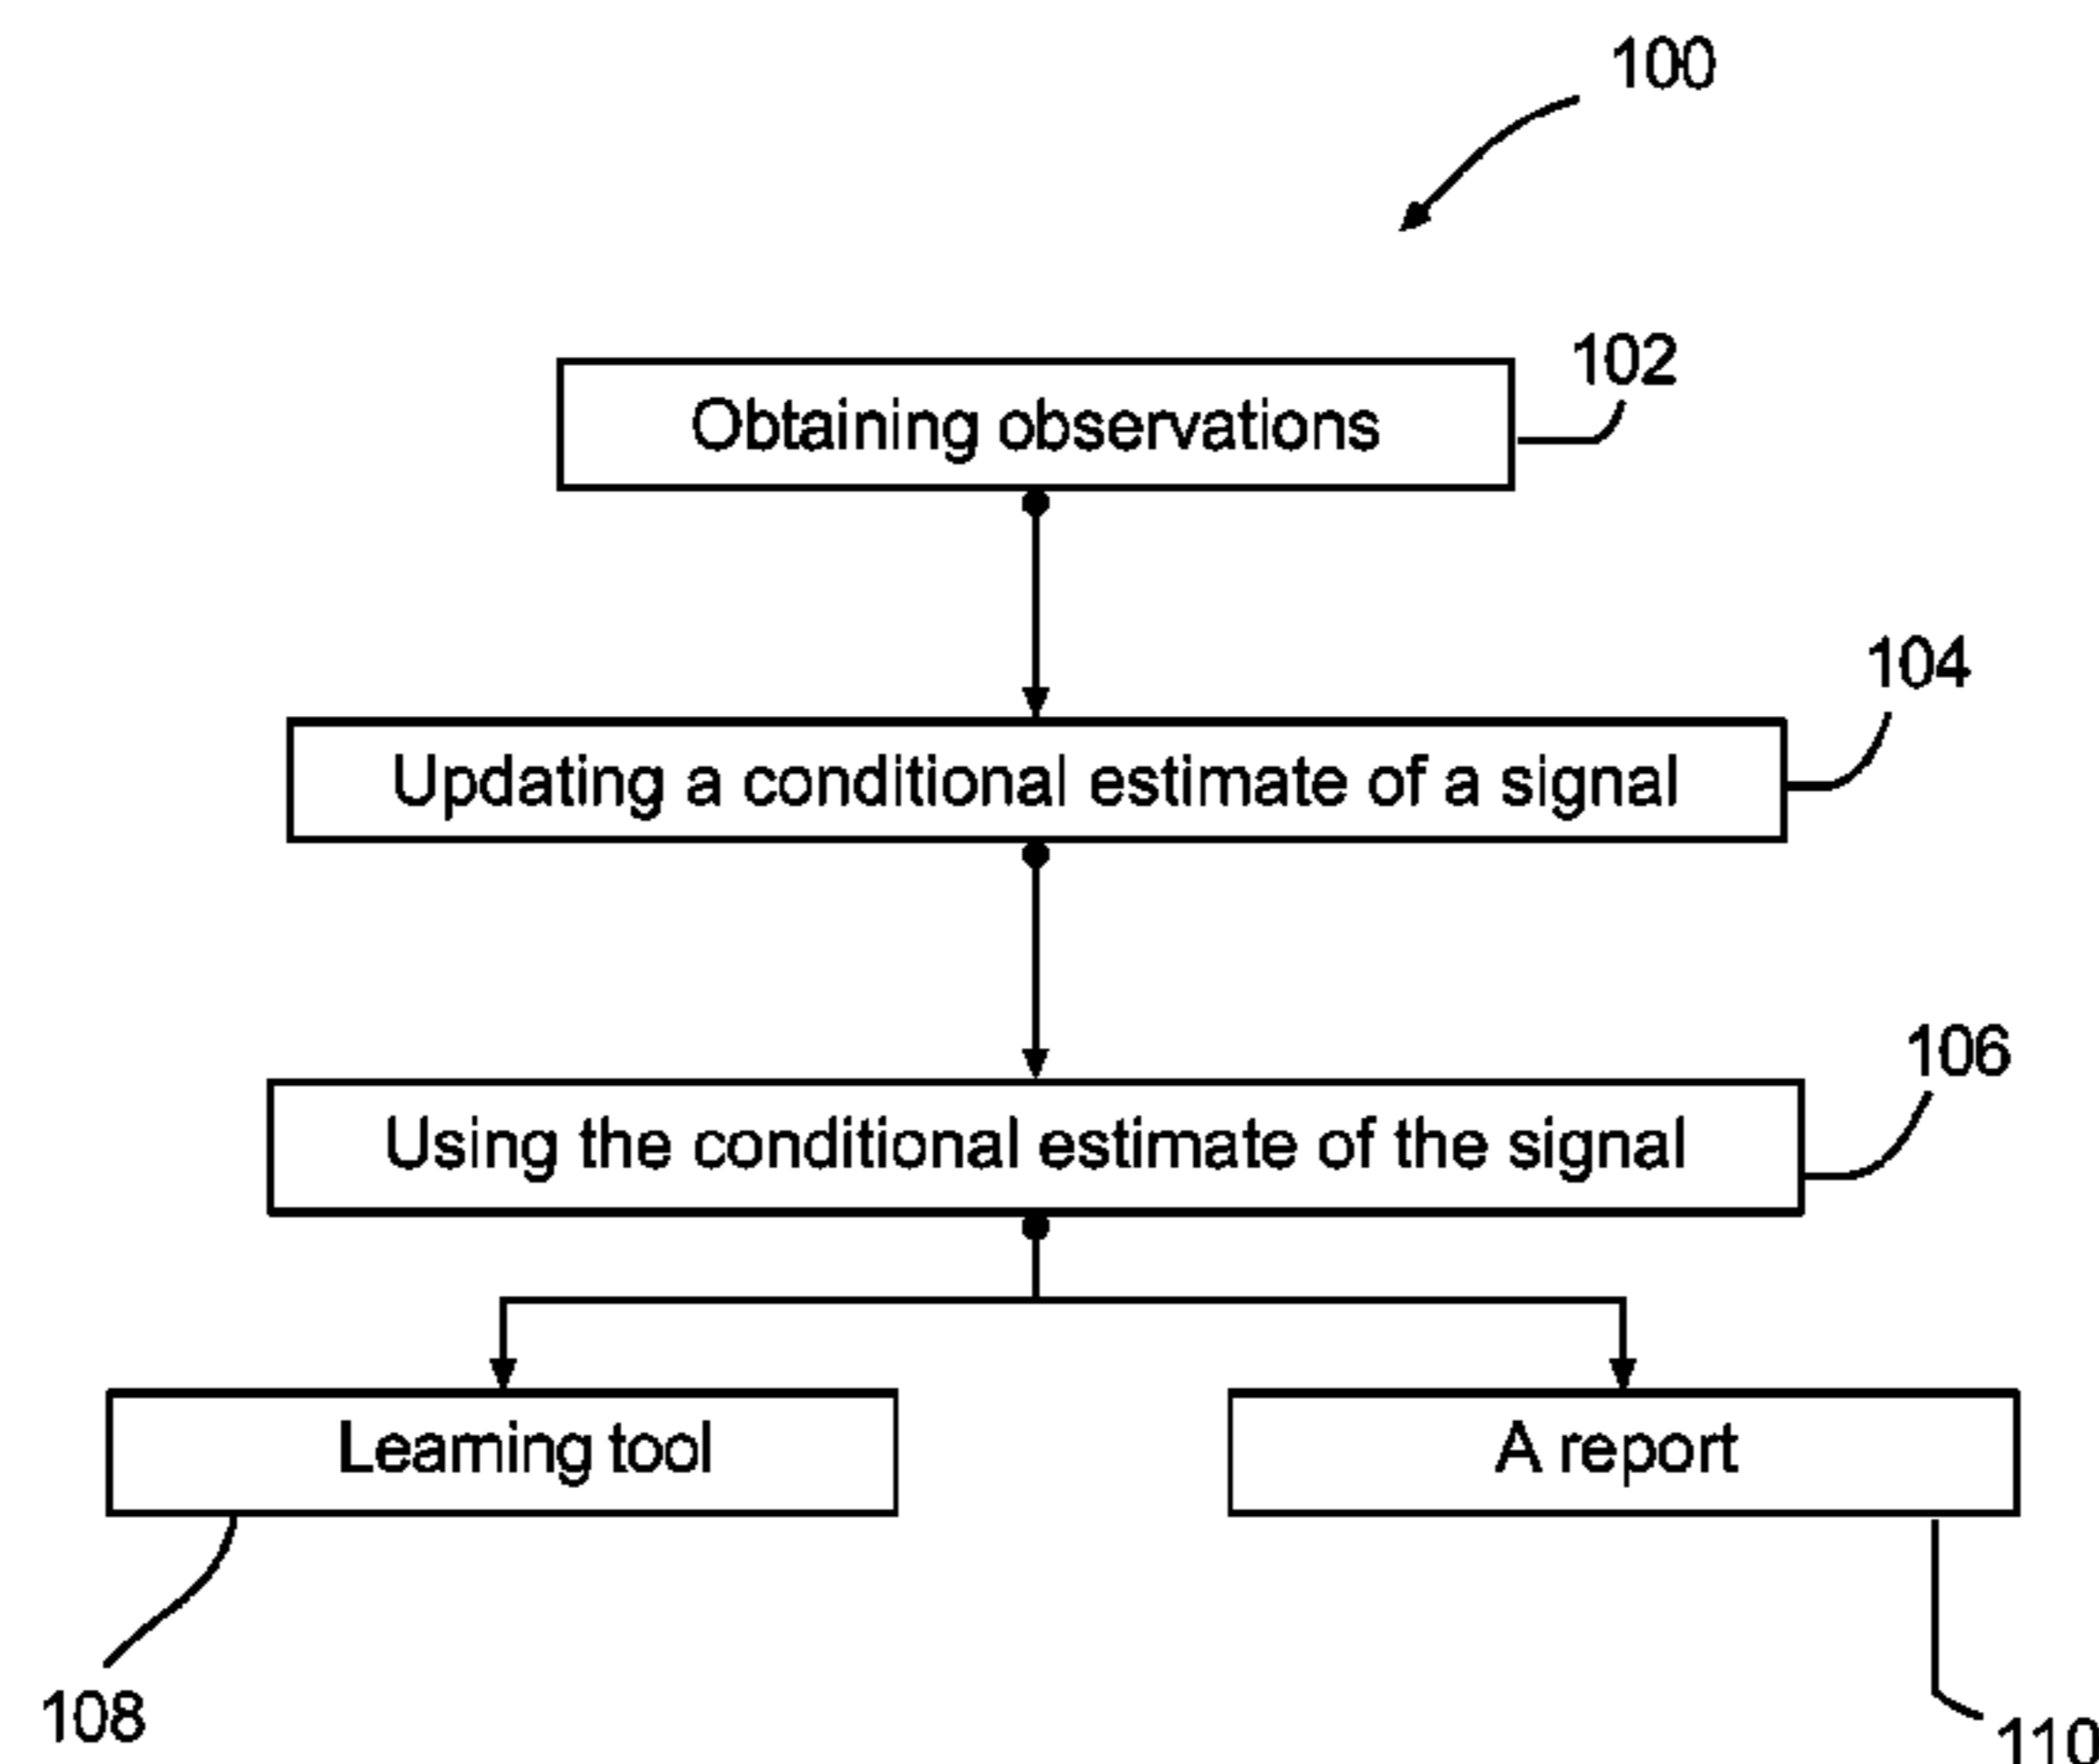 100
102
Obtaining observations
104
Updating a conditional estimate of a signal
106
Using the conditional estimate of the signal
Learning tool
A report
108
110